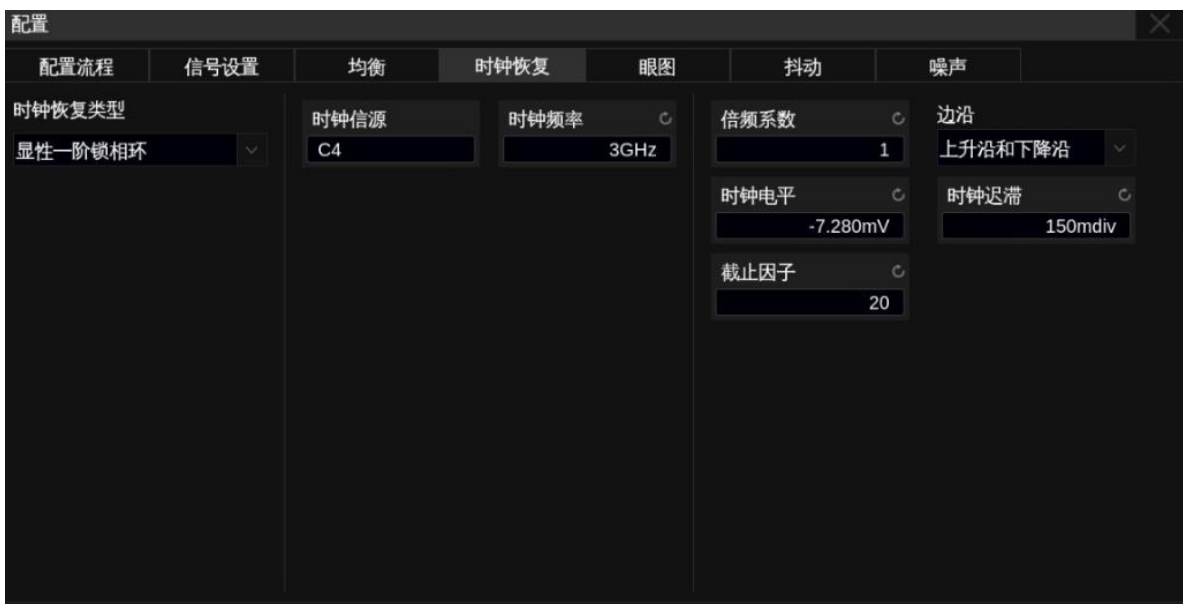 配置
配置流程 信号设置 均衡 时钟恢复 眼图 抖动 噪声
时钟恢复类型
显性一阶锁相环
时钟信源
C4
时钟频率
3GHz
倍频系数
1
边沿
上升沿和下降沿
时钟电平
-7.280mV
时钟迟滞
150mdiv
截止因子
20